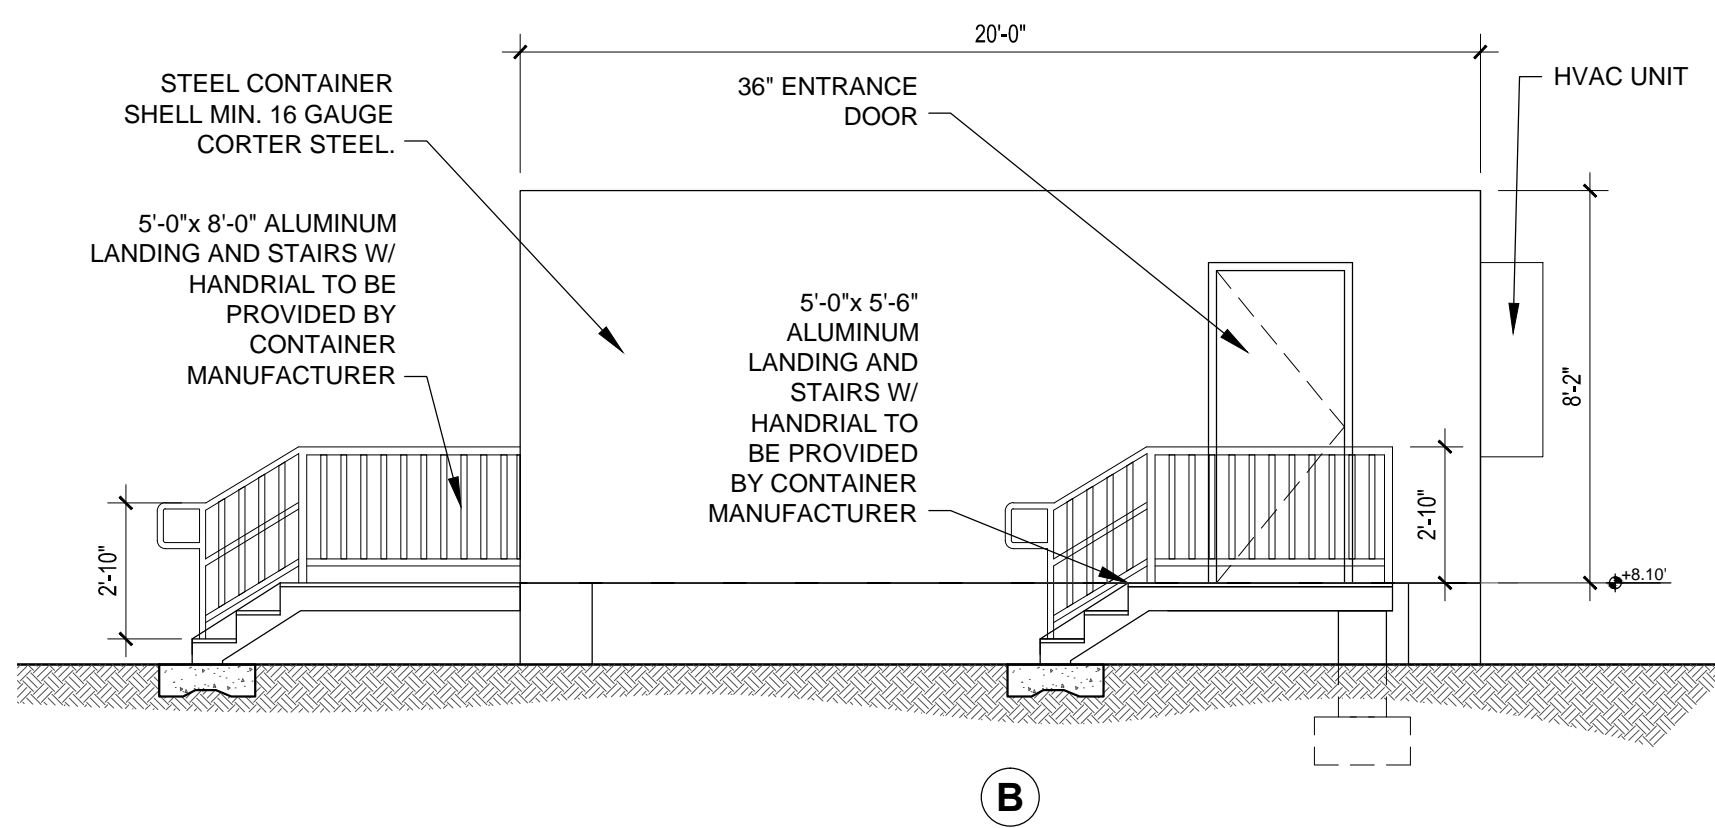 20'-0"
STEEL CONTAINER
SHELL MIN. 16 GAUGE
CORTER STEEL.
36" ENTRANCE
DOOR
HVAC UNIT
5'-0"x 8'-0" ALUMINUM
LANDING AND STAIRS W/
HANDRIAL TO BE
PROVIDED BY
CONTAINER
MANUFACTURER
5'-0"x 5'-6"
ALUMINUM
LANDING AND
STAIRS W/
HANDRIAL TO
BE PROVIDED
BY CONTAINER
MANUFACTURER
8'-2"
2'-10"
2'-10"
+8.10'
B